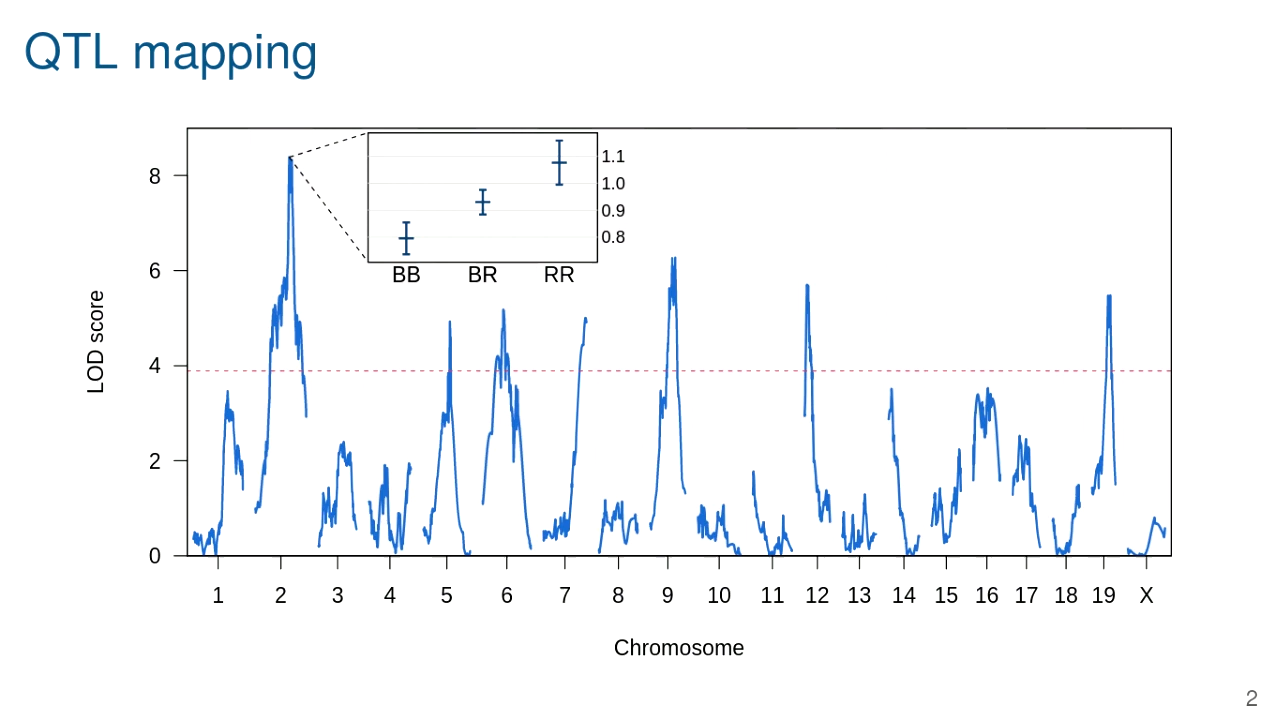 QTL mapping
8
6
4
2
0
LOD score
1.1
1.0
0.9
0.8
BB BR RR
1 2 3 4 5 6 7 8 9 10 11 12 13 14 15 16 17 18 19 X
Chromosome
2